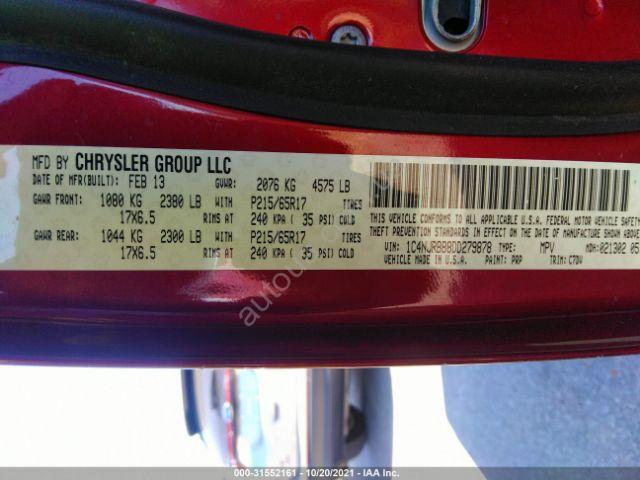 MFD BY CHRYSLER GROUP LLC
DATE OF MFR(BUILT): FEB 13 GVWR: 2076 KG 4575 LB
GAWR FRONT: 1080 KG 2380 LB WITH P215/65R17 TIRES
17X6.5 RIMS AT 240 KPA ( 35 PSI) COLD
GAWR REAR: 1044 KG 2300 LB WITH P215/65R17 TIRES
17X6.5 RIMS AT 240 KPA ( 35 PSI) COLD
THIS VEHICLE CONFORMS TO ALL APPLICABLE U.S.A. FEDERAL MOTOR
THEFT PREVENTION STANDARDS IN EFFECT ON THE DATE OF MANUFACTURE SHOWN
VIN: 1C4NJRBB8DD279878 TYPE: MPV MDH:021302 05
MADE IN U.S.A. PAINT: PRP TRIM: C7DV
000-31552161 - 10/20/2021 - IAA Inc.